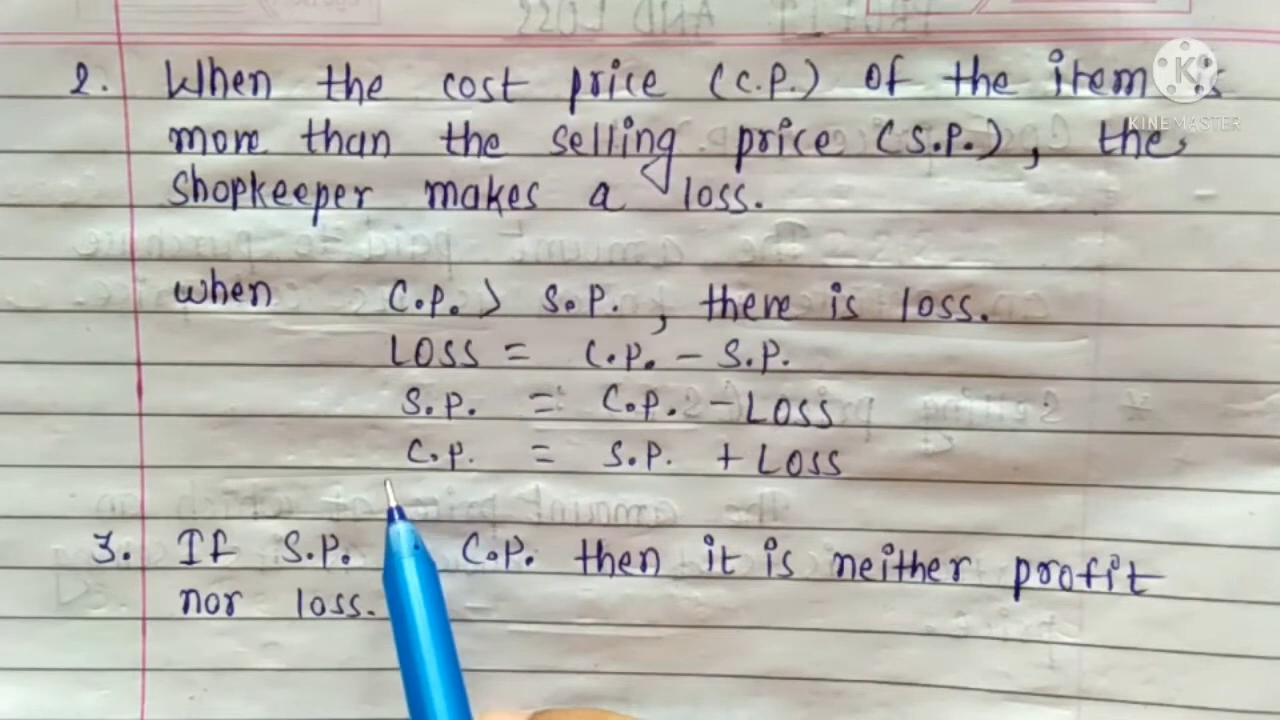 2. When the cost price (C.P.) of the item is
more than the selling price (S.P.), the
shopkeeper makes a loss.
when C.P. > S.P., there is loss.
LOSS = C.P. - S.P.
S.P. = C.P. - LOSS
C.P. = S.P. + LOSS
3. If S.P. C.P. then it is neither profit
nor loss.
K
KINEMASTER